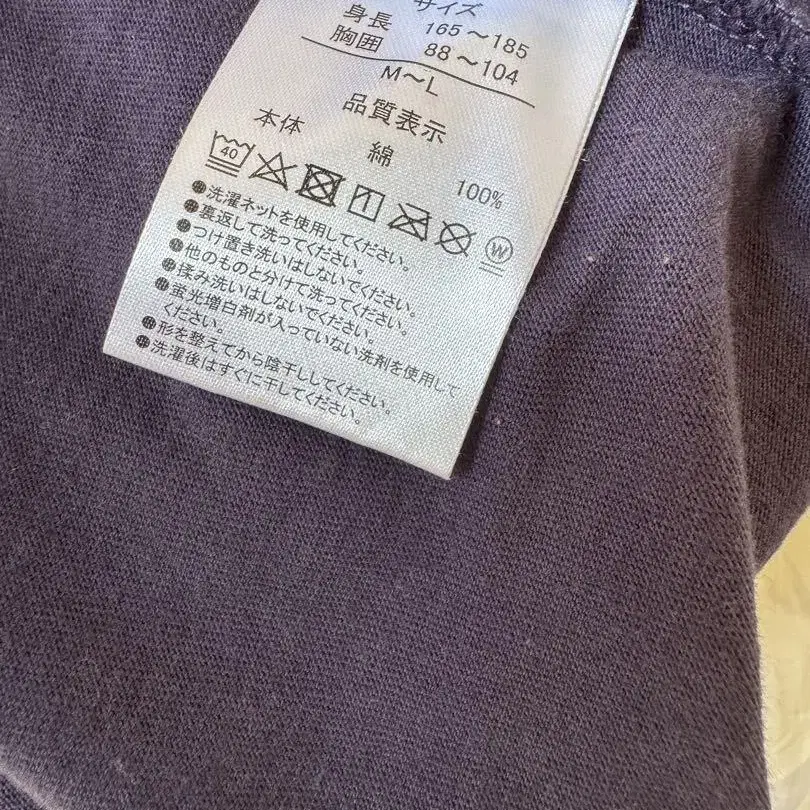 サイズ
身長 165～185
胸囲 88～104
M～L
品質表示
本体 綿 100%
40 W
●洗濯ネットを使用してください。
●裏返して洗ってください。
●つけ置き洗いはしないでください。
●他のものと分けて洗ってください。
●揉み洗いはしないでください。
●蛍光増白剤が入っていない洗剤を使用して
ください。
●形を整えてから陰干ししてください。
●洗濯後はすぐに干してください。